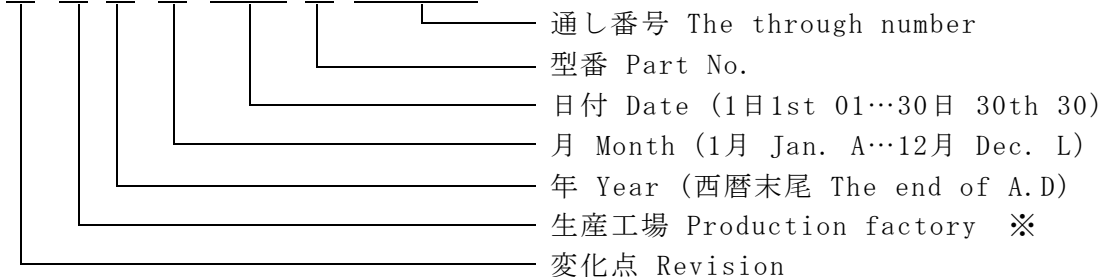 通し番号 The through number
型番 Part No.
日付 Date (1日1st 01…30日 30th 30)
月 Month (1月 Jan. A…12月 Dec. L)
年 Year (西暦末尾 The end of A.D)
生産工場 Production factory ※
変化点 Revision